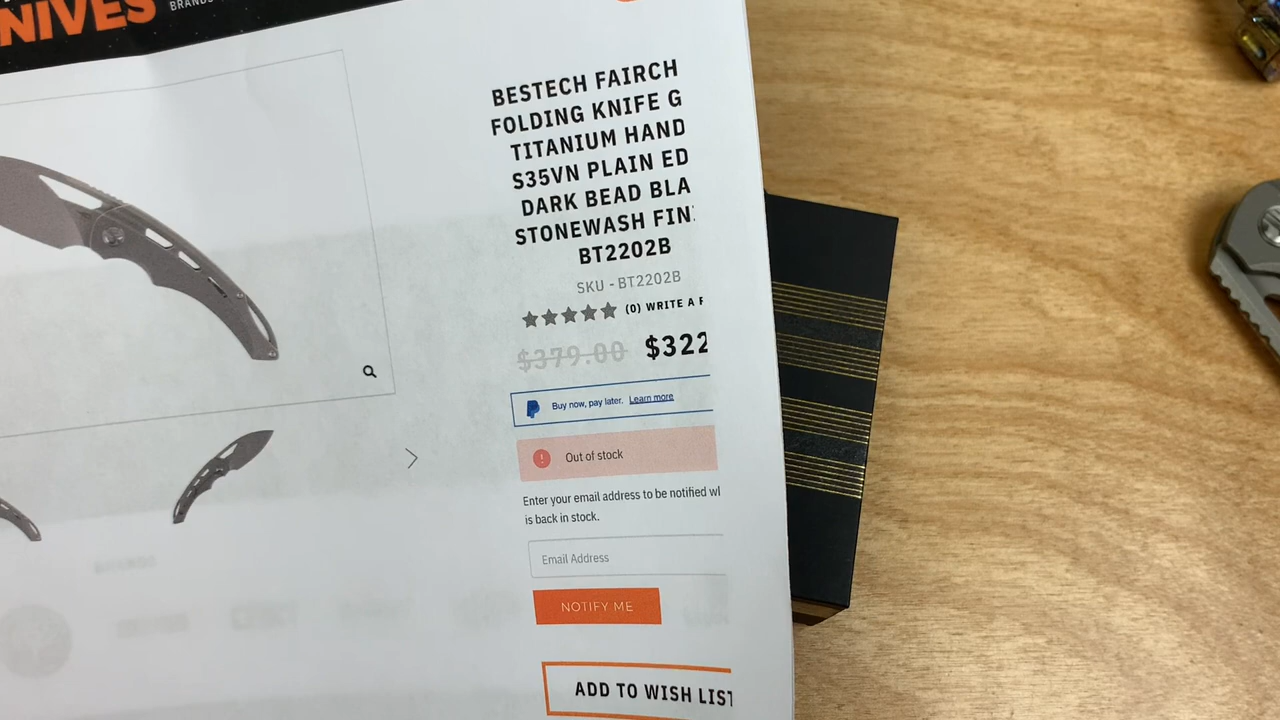 NIVES
BRANDS
BESTECH FAIRCH
FOLDING KNIFE G
TITANIUM HAND
S35VN PLAIN ED
DARK BEAD BLA
STONEWASH FIN
BT2202B
SKU - BT2202B
(0) WRITE A
$379.00 $322
Buy now, pay later. Learn more
Out of stock
Enter your email address to be notified wl
is back in stock.
Email Address
NOTIFY ME
ADD TO WISH LIST